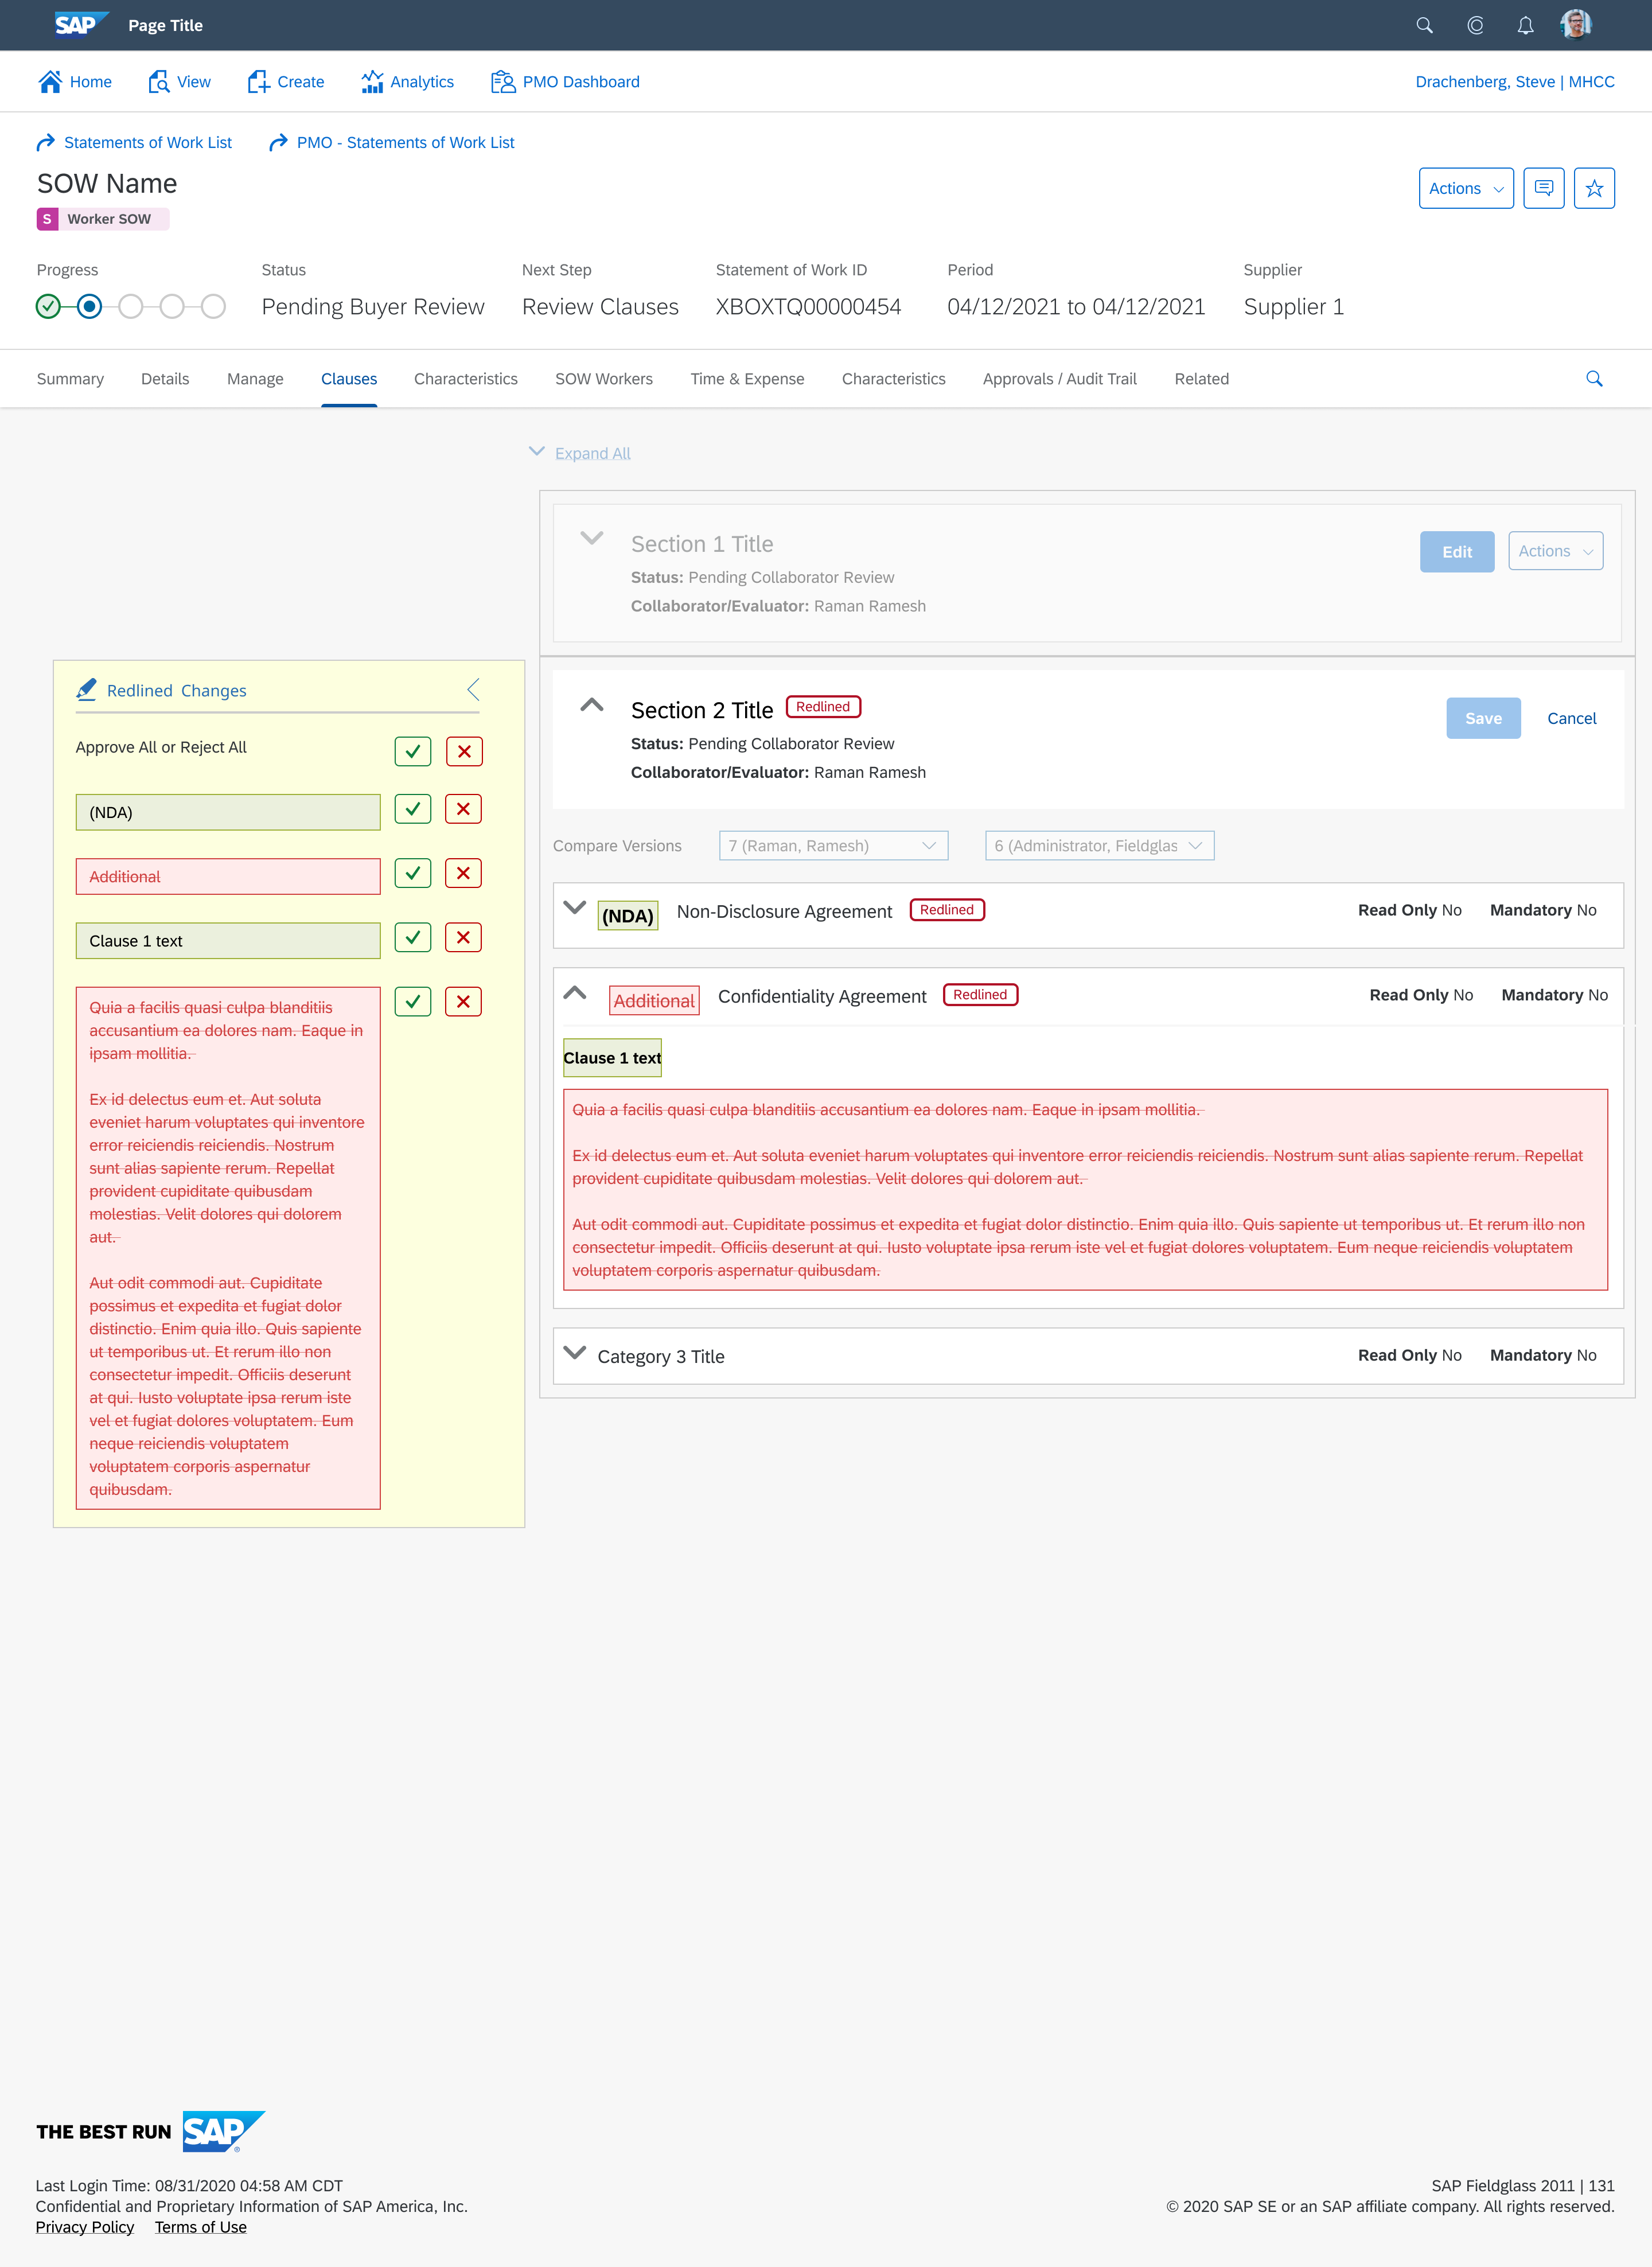 SAP Page Title
Home View Create Analytics PMO Dashboard Drachenberg, Steve | MHCC
Statements of Work List PMO - Statements of Work List
SOW Name
Actions
S Worker SOW
Progress Status Next Step Statement of Work ID Period Supplier
Pending Buyer Review Review Clauses XBOXTQ00000454 04/12/2021 to 04/12/2021 Supplier 1
Summary Details Manage Clauses Characteristics SOW Workers Time & Expense Characteristics Approvals / Audit Trail Related
Expand All
Section 1 Title
Edit Actions
Status: Pending Collaborator Review
Collaborator/Evaluator: Raman Ramesh
Redlined Changes
Approve All or Reject All
(NDA)
Additional
Clause 1 text
Quia a facilis quasi culpa blanditiis
accusantium ea dolores nam. Eaque in
ipsam mollitia.
Ex id delectus eum et. Aut soluta
eveniet harum voluptates qui inventore
error reiciendis reiciendis. Nostrum
sunt alias sapiente rerum. Repellat
provident cupiditate quibusdam
molestias. Velit dolores qui dolorem
aut.
Aut odit commodi aut. Cupiditate
possimus et expedita et fugiat dolor
distinctio. Enim quia illo. Quis sapiente
ut temporibus ut. Et rerum illo non
consectetur impedit. Officiis deserunt
at qui. Iusto voluptate ipsa rerum iste
vel et fugiat dolores voluptatem. Eum
neque reiciendis voluptatem
voluptatem corporis aspernatur
quibusdam.
Section 2 Title Redlined
Save Cancel
Status: Pending Collaborator Review
Collaborator/Evaluator: Raman Ramesh
Compare Versions 7 (Raman, Ramesh) 6 (Administrator, Fieldglas
(NDA) Non-Disclosure Agreement Redlined Read Only No Mandatory No
Additional Confidentiality Agreement Redlined Read Only No Mandatory No
Clause 1 text
Quia a facilis quasi culpa blanditiis accusantium ea dolores nam. Eaque in ipsam mollitia.
Ex id delectus eum et. Aut soluta eveniet harum voluptates qui inventore error reiciendis reiciendis. Nostrum sunt alias sapiente rerum. Repellat
provident cupiditate quibusdam molestias. Velit dolores qui dolorem aut.
Aut odit commodi aut. Cupiditate possimus et expedita et fugiat dolor distinctio. Enim quia illo. Quis sapiente ut temporibus ut. Et rerum illo non
consectetur impedit. Officiis deserunt at qui. Iusto voluptate ipsa rerum iste vel et fugiat dolores voluptatem. Eum neque reiciendis voluptatem
voluptatem corporis aspernatur quibusdam.
Category 3 Title Read Only No Mandatory No
THE BEST RUN SAP®
Last Login Time: 08/31/2020 04:58 AM CDT
Confidential and Proprietary Information of SAP America, Inc.
Privacy Policy Terms of Use
SAP Fieldglass 2011 | 131
© 2020 SAP SE or an SAP affiliate company. All rights reserved.